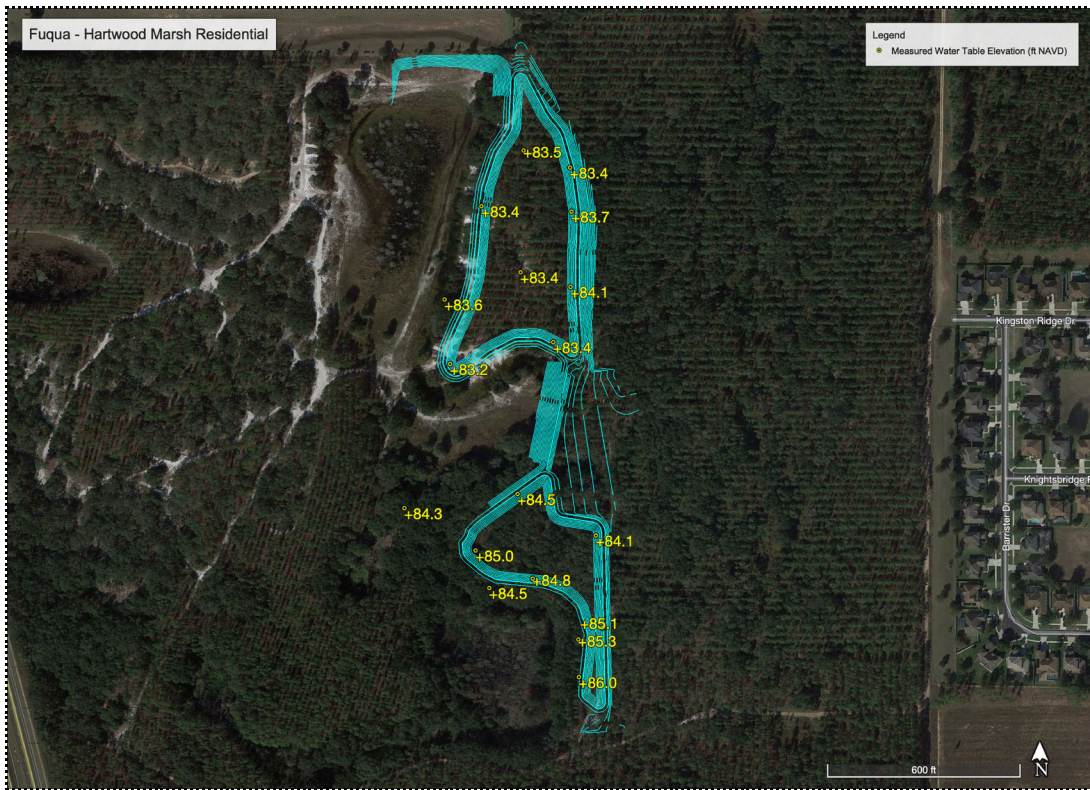 Fuqua - Hartwood Marsh Residential
Legend
Measured Water Table Elevation (ft NAVD)
+83.5
+83.4
+83.4
+83.7
+83.4
+84.1
+83.6
+83.4
+83.2
Kingston Ridge Dr
Knightsbridge
+84.5
+84.3
Barrister Dr
+84.1
+85.0
+84.8
+84.5
+85.1
+85.3
+86.0
600 ft
N